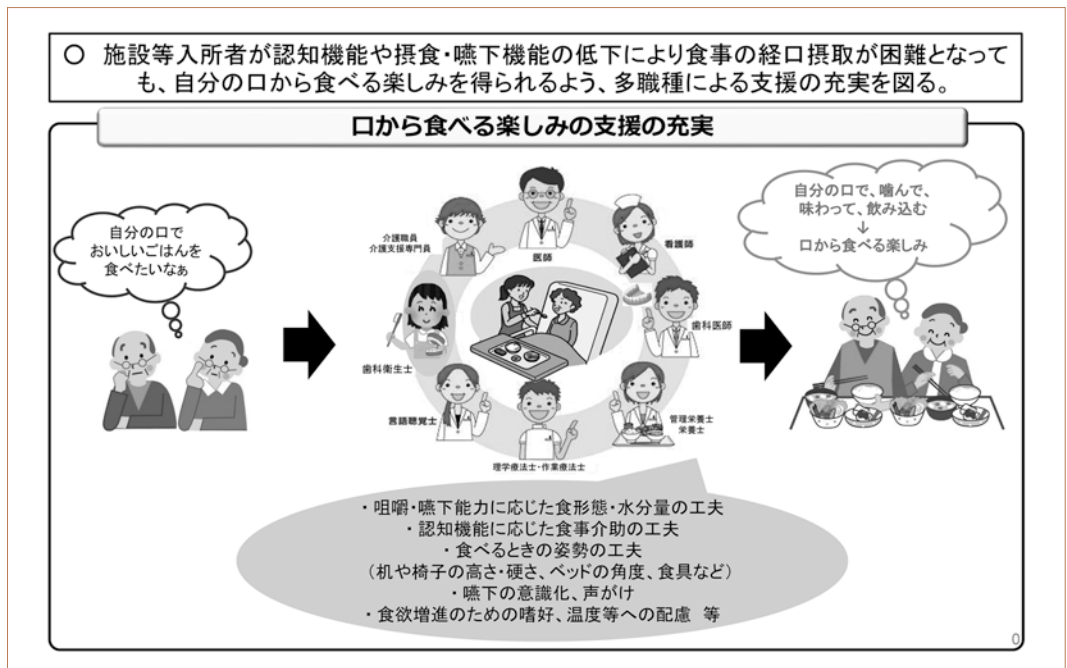 ○ 施設等入所者が認知機能や摂食・嚥下機能の低下により食事の経口摂取が困難となって
も、自分の口から食べる楽しみを得られるよう、多職種による支援の充実を図る。
口から食べる楽しみの支援の充実
自分の口で
おいしいごはんを
食べたいなぁ
介護職員
介護支援専門員
医師
看護師
歯科医師
歯科衛生士
言語聴覚士
理学療法士・作業療法士
管理栄養士
栄養士
自分の口で、噛んで、
味わって、飲み込む
↓
口から食べる楽しみ
・咀嚼・嚥下能力に応じた食形態・水分量の工夫
・認知機能に応じた食事介助の工夫
・食べるときの姿勢の工夫
（机や椅子の高さ・硬さ、ベッドの角度、食具など）
・嚥下の意識化、声がけ
・食欲増進のための嗜好、温度等への配慮 等
0